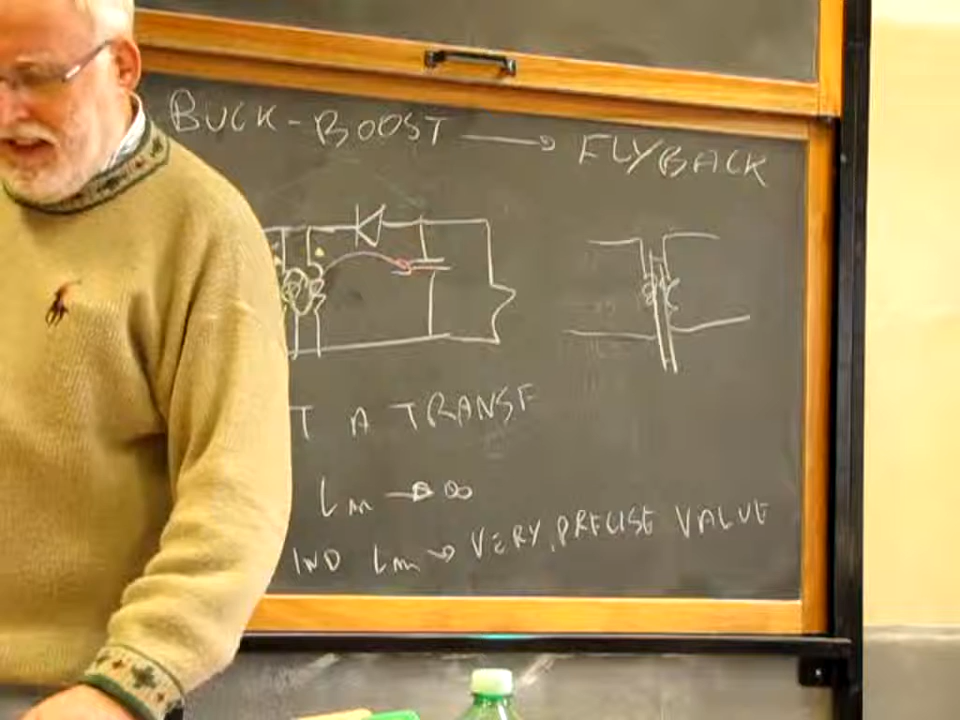 BUCK-BOOST → FLYBACK
T A TRANSF
Lm → ∞
IND Lm → VERY PRECISE VALUE